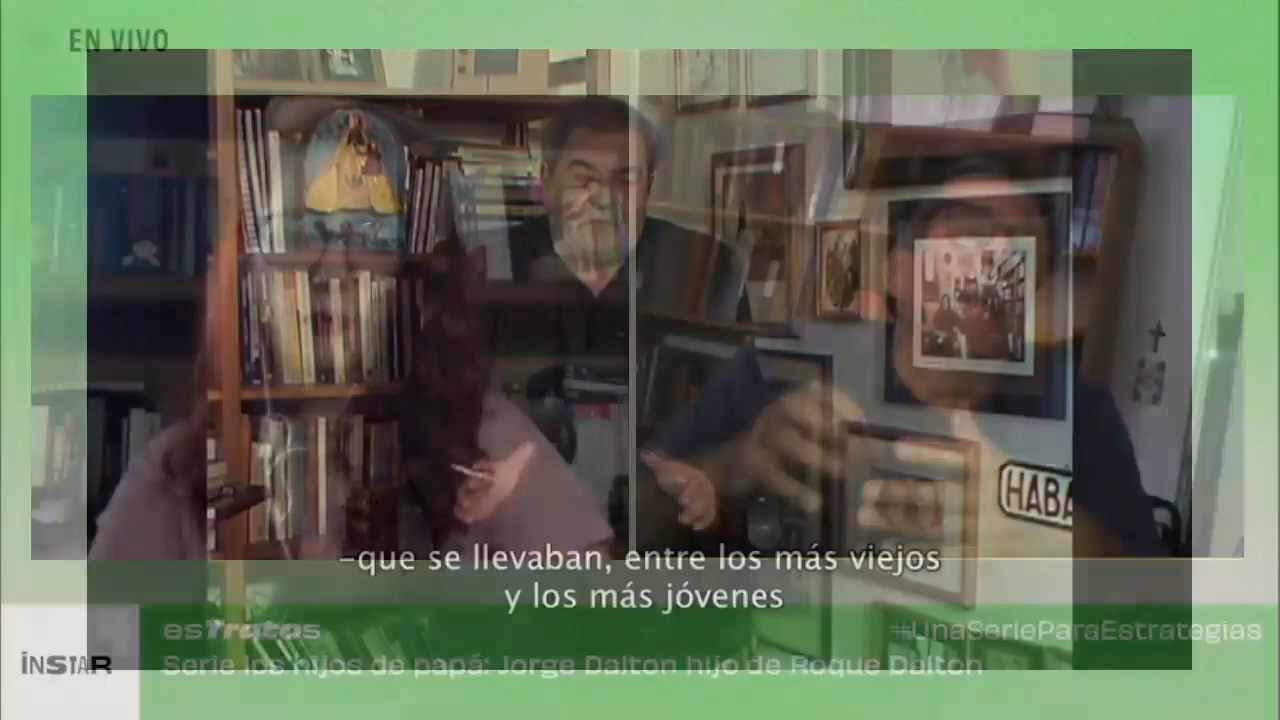 EN VIVO
HABA
-que se llevaban, entre los más viejos
y los más jóvenes
esTratos
#UnaSerieParaEstrategias
INSTAR
Serie los hijos de papá: Jorge Dalton hijo de Roque Dalton